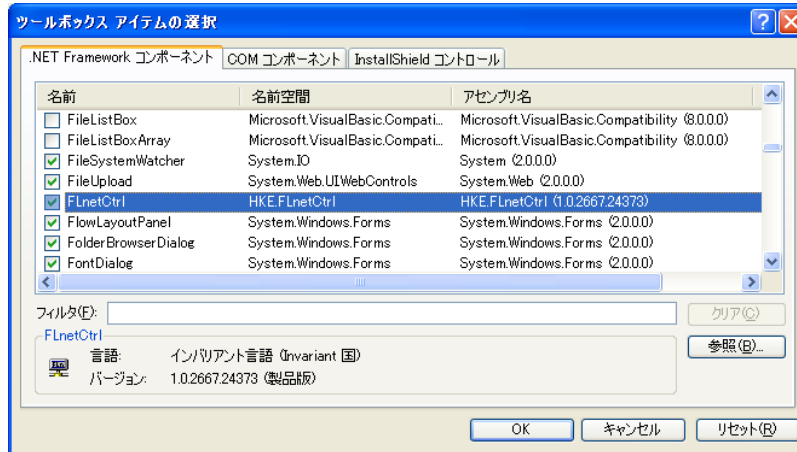 ツールボックス アイテムの選択
.NET Framework コンポーネント COM コンポーネント InstallShield コントロール
名前 名前空間 アセンブリ名
FileListBox Microsoft.VisualBasic.Compati... Microsoft.VisualBasic.Compatibility (8.0.0.0)
FileListBoxArray Microsoft.VisualBasic.Compati... Microsoft.VisualBasic.Compatibility (8.0.0.0)
FileSystemWatcher System.IO System (2.0.0.0)
FileUpload System.Web.UI.WebControls System.Web (2.0.0.0)
FLnetCtrl HKE.FLnetCtrl HKE.FLnetCtrl (1.0.2667.24373)
FlowLayoutPanel System.Windows.Forms System.Windows.Forms (2.0.0.0)
FolderBrowserDialog System.Windows.Forms System.Windows.Forms (2.0.0.0)
FontDialog System.Windows.Forms System.Windows.Forms (2.0.0.0)
フィルタ(F): クリア(C)
FLnetCtrl
参照(B)...
言語: インバリアント言語 (Invariant 国)
バージョン: 1.0.2667.24373 (製品版)
OK キャンセル リセット(R)